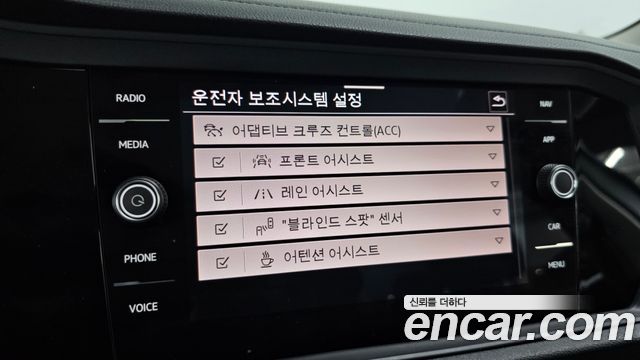 RADIO
MEDIA
PHONE
VOICE
운전자 보조시스템 설정
어댑티브 크루즈 컨트롤(ACC)
프론트 어시스트
레인 어시스트
"블라인드 스팟" 센서
어텐션 어시스트
NAV
APP
CAR
MENU
신뢰를 더하다
encar.com